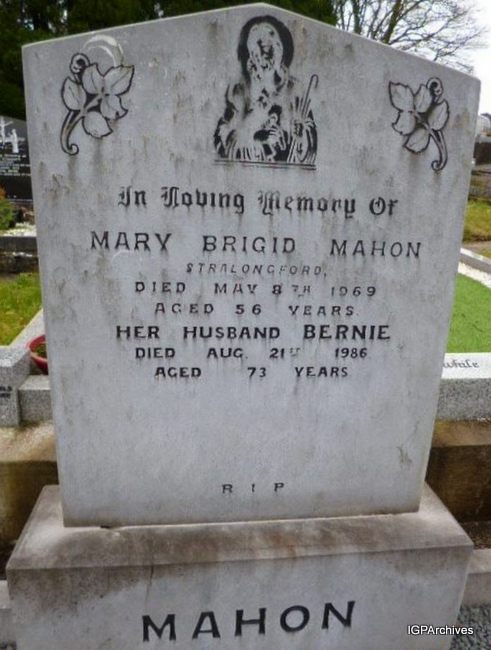 In Loving Memory Of
MARY BRIGID MAHON
STRALONGFORD,
DIED MAY 8TH 1969
AGED 56 YEARS
HER HUSBAND BERNIE
DIED AUG. 21ST 1986
AGED 73 YEARS
R I P
MAHON
IGPArchives